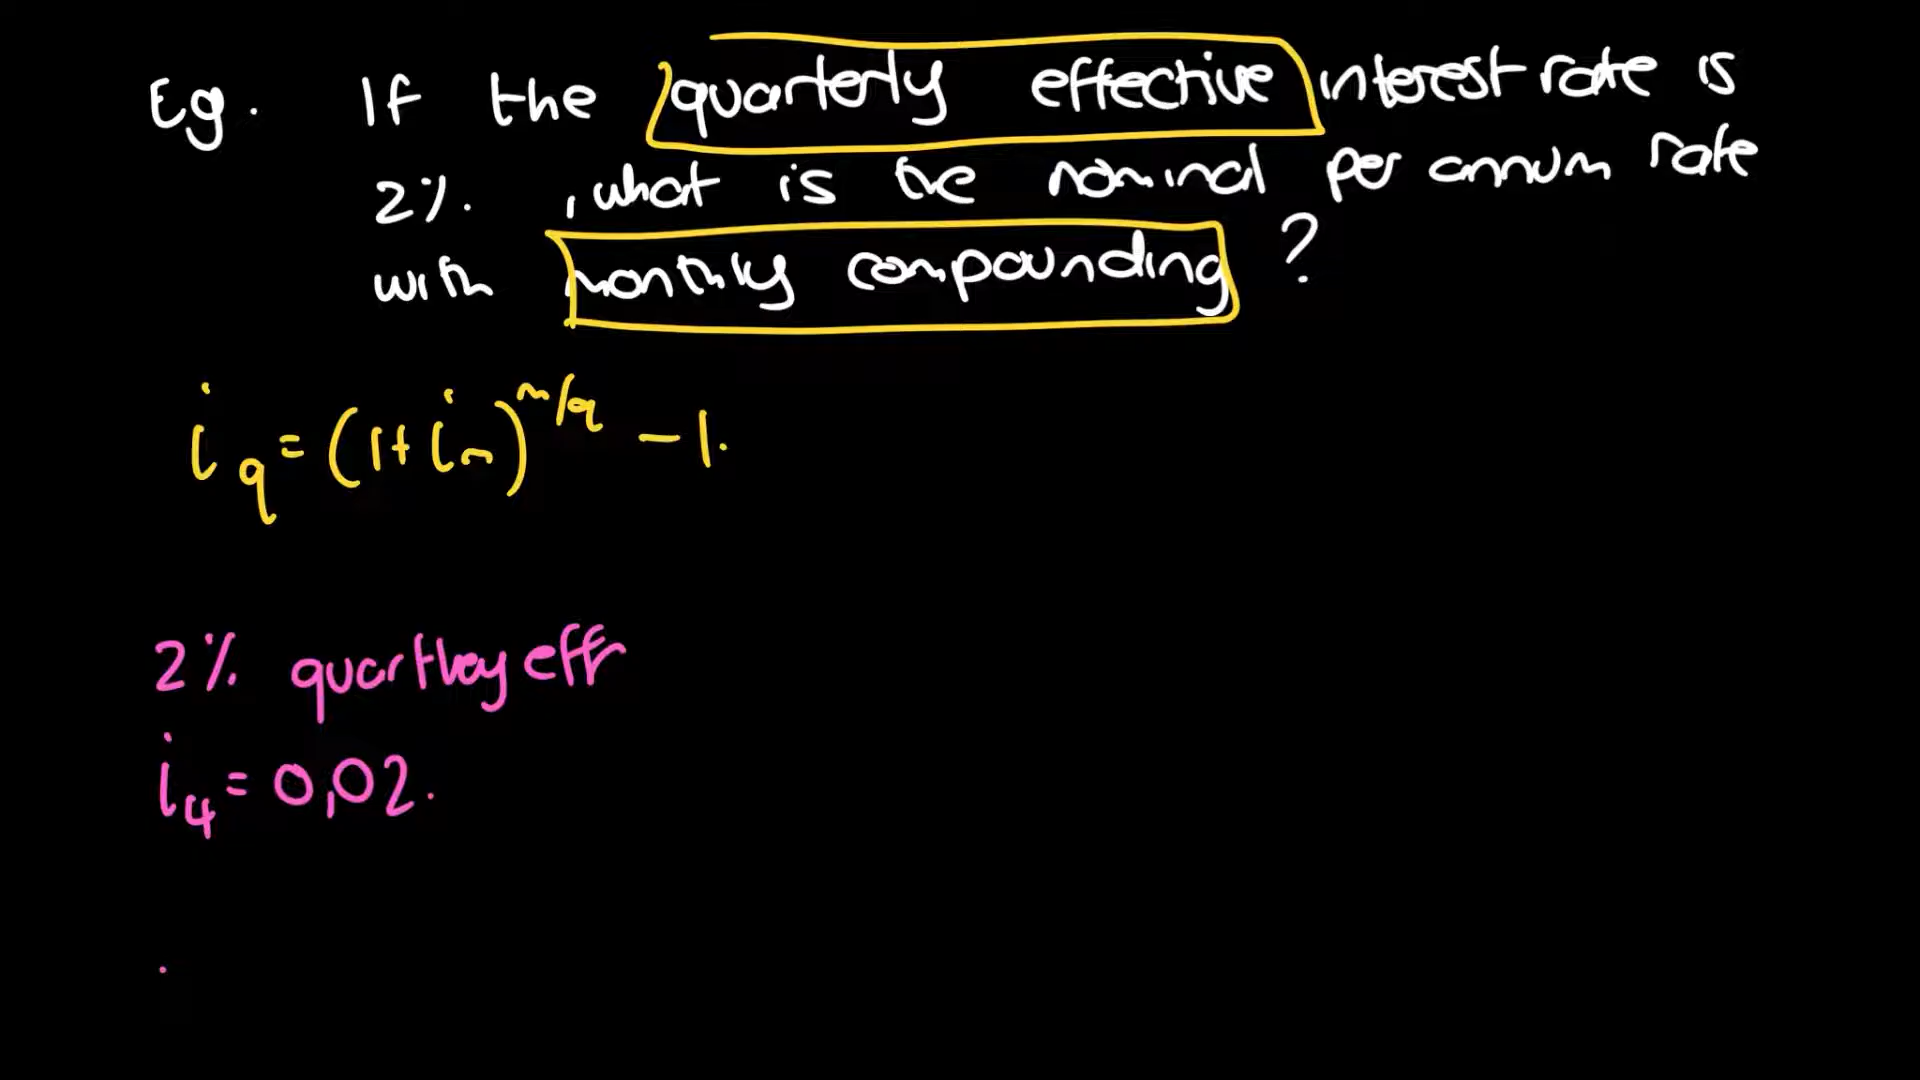 Eg. If the quarterly effective interest rate is
2%. , what is the nominal per annum rate
with monthly compounding ?
i_q = (1+i_m)^{m/q} - 1.
2% quartley eff
i_4 = 0,02.